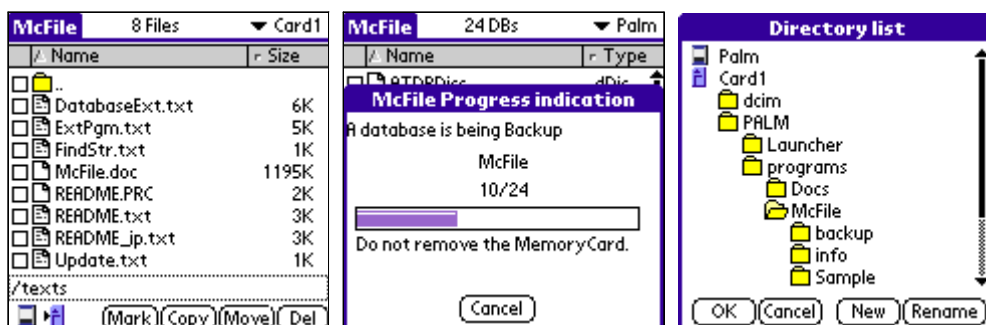 McFile 8 Files Card1
Name Size
..
DatabaseExt.txt 6K
ExtPgm.txt 5K
FindStr.txt 1K
McFile.doc 1195K
README.PRC 2K
README.txt 3K
README_jp.txt 3K
Update.txt 1K
/texts
Mark Copy Move Del
McFile 24 DBs Palm
Name Type
McFile Progress indication
A database is being Backup
McFile
10/24
Do not remove the MemoryCard.
Cancel
Directory list
Palm
Card1
dcim
PALM
Launcher
programs
Docs
McFile
backup
info
Sample
OK Cancel New Rename